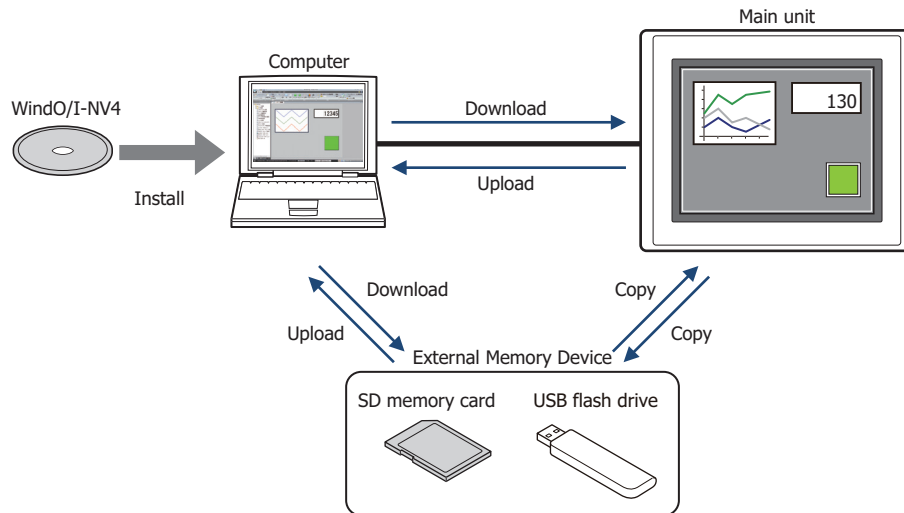 Main unit
Computer
WindO/I-NV4
Download
12345
130
Upload
Install
Download
Copy
Upload
Copy
External Memory Device
SD memory card
USB flash drive